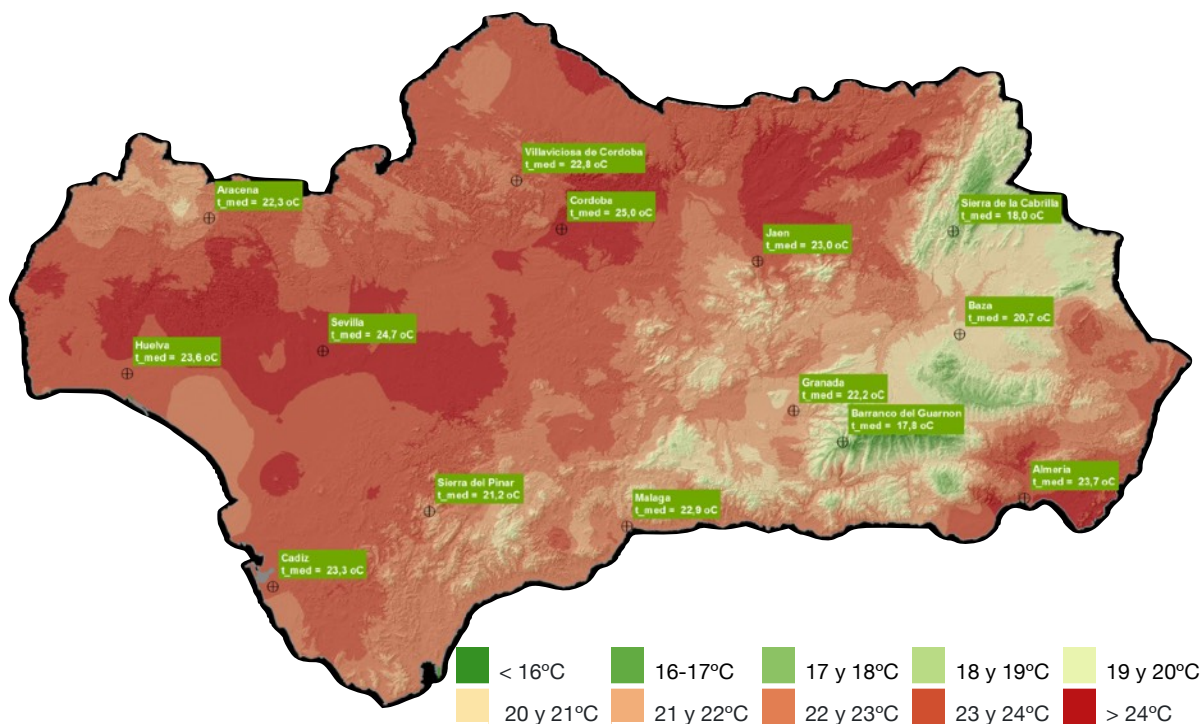 Villaviciosa de Cordoba
t_med = 22,8 oC
Aracena
t_med = 22,3 oC
Cordoba
t_med = 25,0 oC
Sierra de la Cabrilla
t_med = 18,0 oC
Jaen
t_med = 23,0 oC
Baza
t_med = 20,7 oC
Sevilla
t_med = 24,7 oC
Huelva
t_med = 23,6 oC
Granada
t_med = 22,2 oC
Barranco del Guarnon
t_med = 17,8 oC
Almeria
t_med = 23,7 oC
Sierra del Pinar
t_med = 21,2 oC
Malaga
t_med = 22,9 oC
Cadiz
t_med = 23,3 oC
< 16ºC 16-17ºC 17 y 18ºC 18 y 19ºC 19 y 20ºC
20 y 21ºC 21 y 22ºC 22 y 23ºC 23 y 24ºC > 24ºC